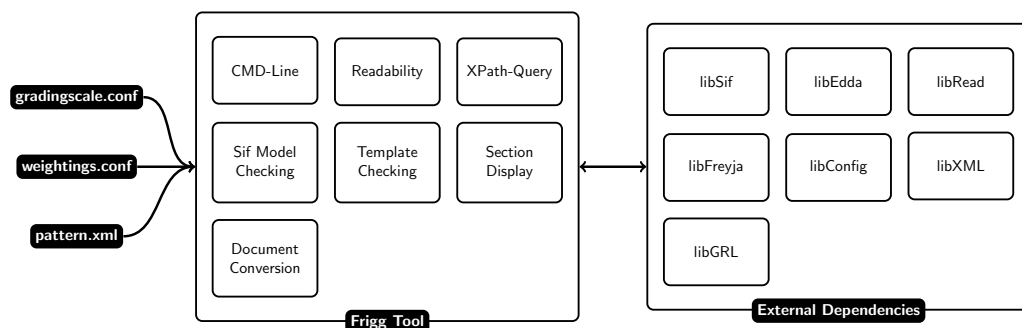 gradingscale.conf
weightings.conf
pattern.xml
CMD-Line
Readability
XPath-Query
Sif Model
Checking
Template
Checking
Section
Display
Document
Conversion
Frigg Tool
libSif
libEdda
libRead
libFreyja
libConfig
libXML
libGRL
External Dependencies